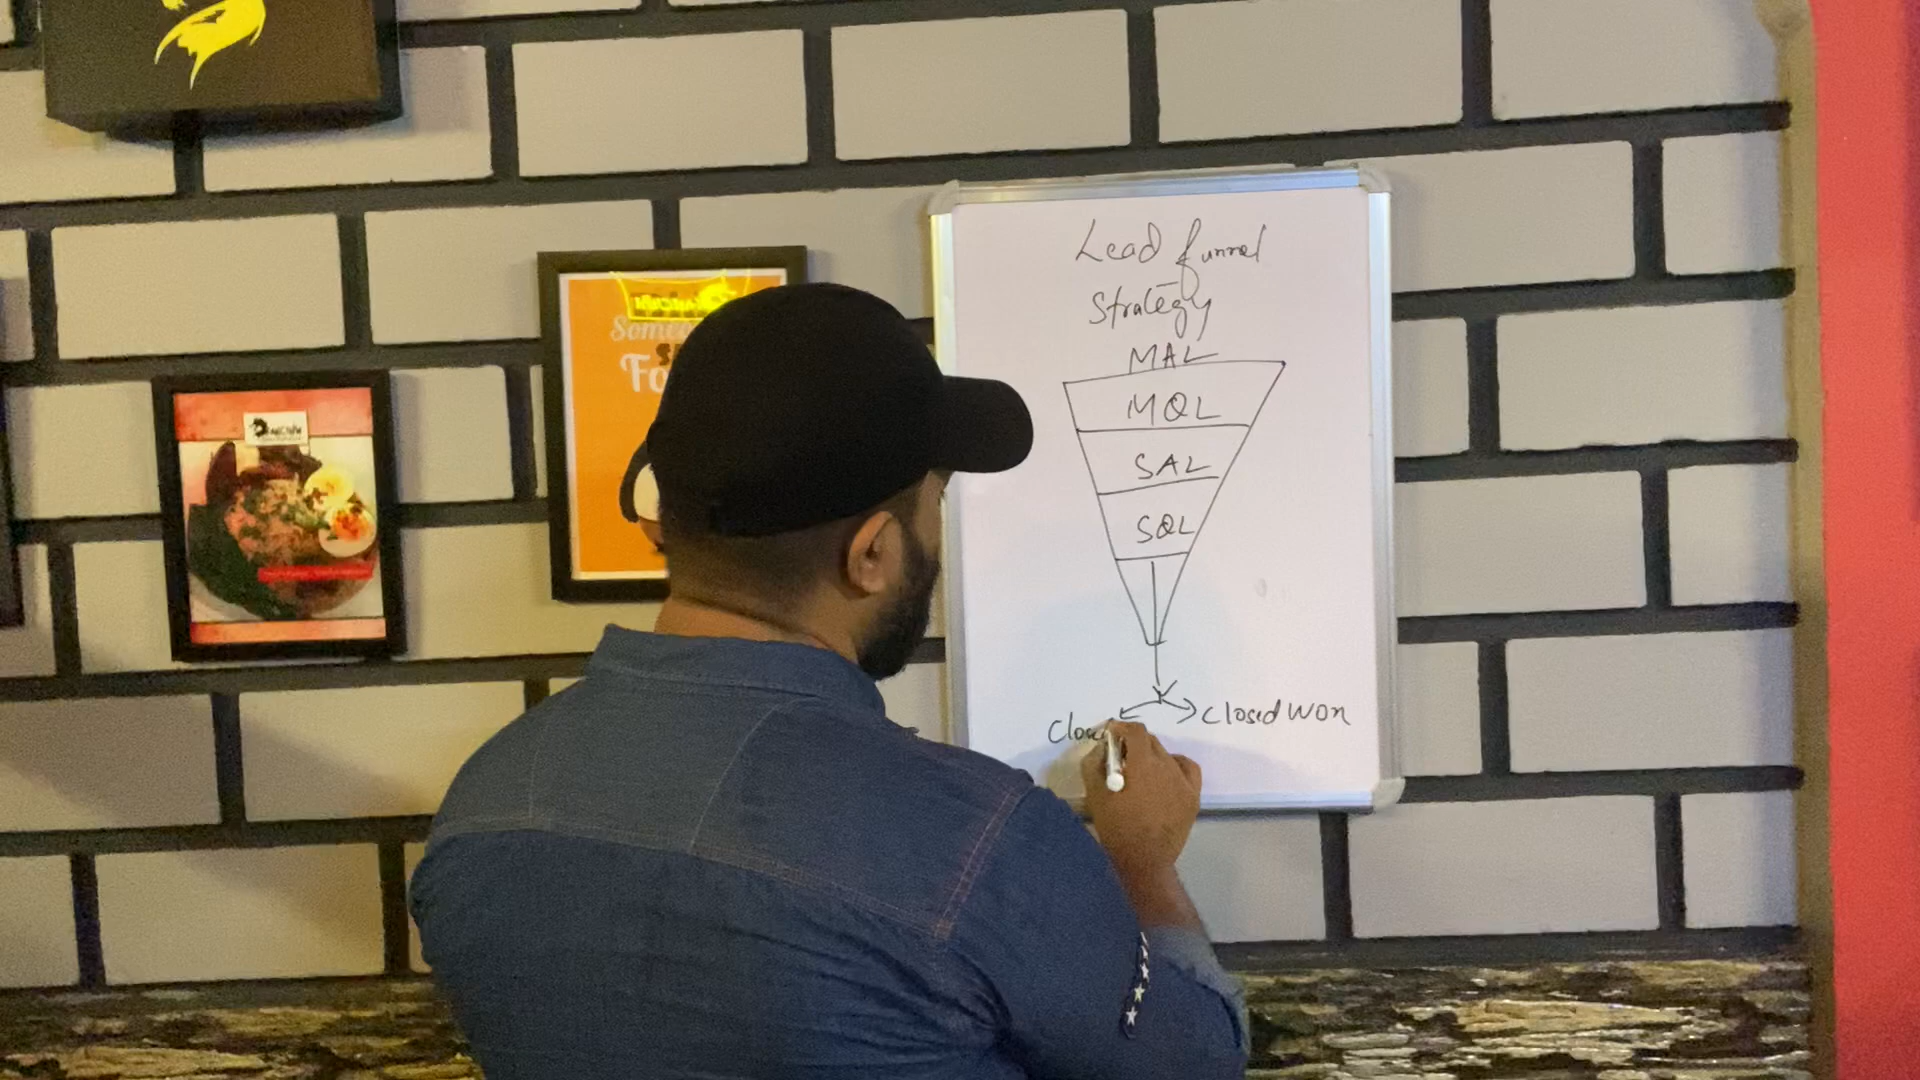 Lead funnel
Strategy
MAL
MQL
SAL
SQL
Closed Won